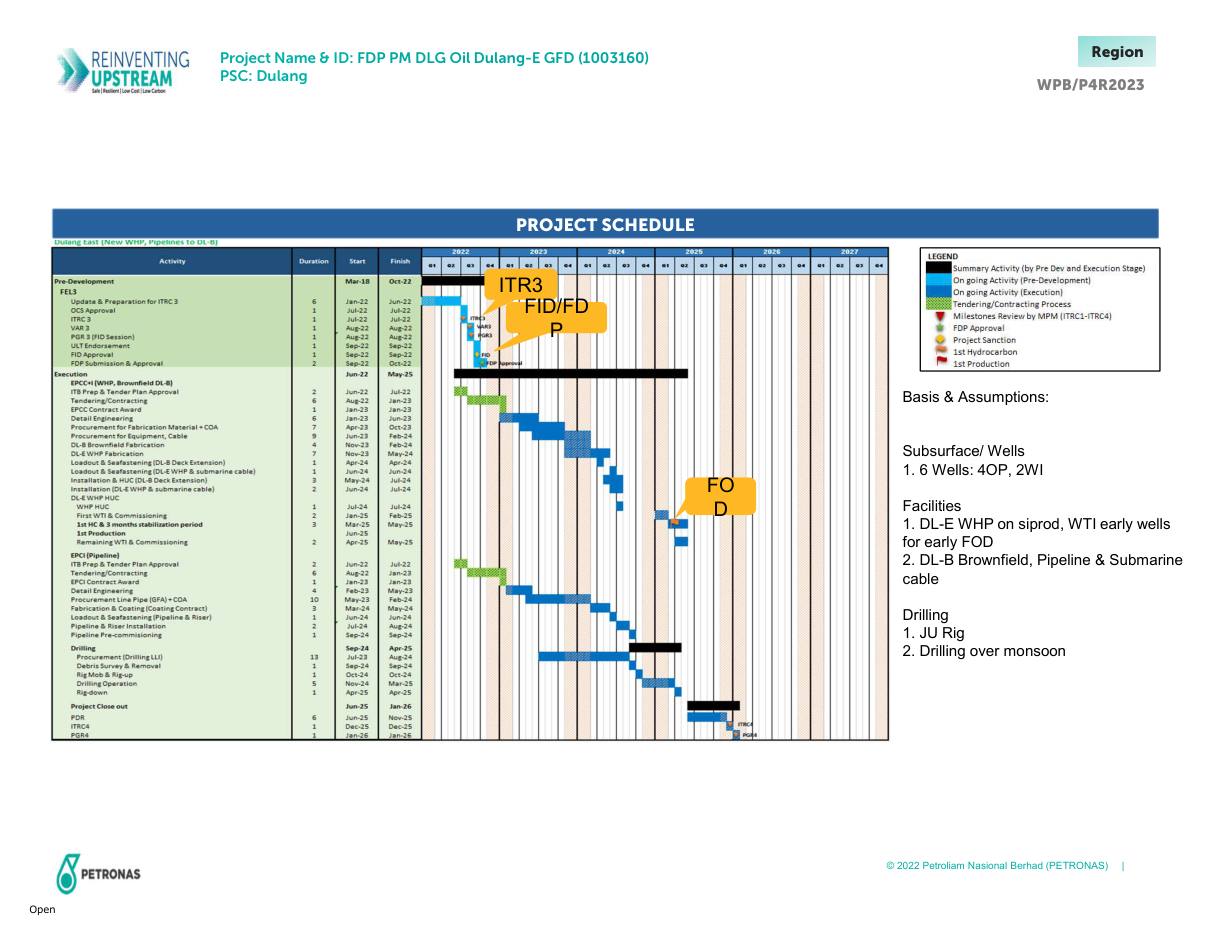 REINVENTING
UPSTREAM
Safe | Resilient | Low Cost | Low Carbon
Project Name & ID: FDP PM DLG Oil Dulang-E GFD (1003160)
PSC: Dulang
Region
WPB/P4R2023
PROJECT SCHEDULE
Dulang East (New WHP, Pipelines to DL-B)
Activity Duration Start Finish 2022 2023 2024 2025 2026 2027
Q1 Q2 Q3 Q4 Q1 Q2 Q3 Q4 Q1 Q2 Q3 Q4 Q1 Q2 Q3 Q4 Q1 Q2 Q3 Q4 Q1 Q2 Q3 Q4
Pre-Development Mar-18 Oct-22
FEL3
Update & Preparation for ITRC 3 6 Jan-22 Jun-22
OCS Approval 1 Jul-22 Jul-22
ITRC 3 1 Jul-22 Jul-22 ITRC3
VAR 3 1 Aug-22 Aug-22 VAR3
PGR 3 (FID Session) 1 Aug-22 Aug-22 PGR3
ULT Endorsement 1 Sep-22 Sep-22
FID Approval 1 Sep-22 Sep-22 FID
FDP Submission & Approval 2 Sep-22 Oct-22 FDP Approval
ITR3
FID/FD
P
Execution Jun-22 May-25
EPCC+I (WHP, Brownfield DL-B)
ITB Prep & Tender Plan Approval 2 Jun-22 Jul-22
Tendering/Contracting 6 Aug-22 Jan-23
EPCC Contract Award 1 Jan-23 Jan-23
Detail Engineering 6 Jan-23 Jun-23
Procurement for Fabrication Material + COA 7 Apr-23 Oct-23
Procurement for Equipment, Cable 9 Jun-23 Feb-24
DL-B Brownfield Fabrication 4 Nov-23 Feb-24
DL-E WHP Fabrication 7 Nov-23 May-24
Loadout & Seafastening (DL-B Deck Extension) 1 Apr-24 Apr-24
Loadout & Seafastening (DL-E WHP & submarine cable) 1 Jun-24 Jun-24
Installation & HUC (DL-B Deck Extension) 3 May-24 Jul-24
Installation (DL-E WHP & submarine cable) 2 Jun-24 Jul-24
DL-E WHP HUC
WHP HUC 1 Jul-24 Jul-24
First WTI & Commissioning 2 Jan-25 Feb-25
1st HC & 3 months stabilization period 3 Mar-25 May-25
1st Production Jun-25
Remaining WTI & Commissioning 2 Apr-25 May-25
FO
D
EPCI (Pipeline)
ITB Prep & Tender Plan Approval 2 Jun-22 Jul-22
Tendering/Contracting 6 Aug-22 Jan-23
EPCI Contract Award 1 Jan-23 Jan-23
Detail Engineering 4 Feb-23 May-23
Procurement Line Pipe (GFA) + COA 10 May-23 Feb-24
Fabrication & Coating (Coating Contract) 3 Mar-24 May-24
Loadout & Seafastening (Pipeline & Riser) 1 Jun-24 Jun-24
Pipeline & Riser Installation 2 Jul-24 Aug-24
Pipeline Pre-commisioning 1 Sep-24 Sep-24
Drilling Sep-24 Apr-25
Procurement (Drilling LLI) 13 Jul-23 Aug-24
Debris Survey & Removal 1 Sep-24 Sep-24
Rig Mob & Rig-up 1 Oct-24 Oct-24
Drilling Operation 5 Nov-24 Mar-25
Rig-down 1 Apr-25 Apr-25
Project Close out Jun-25 Jan-26
PDR 6 Jun-25 Nov-25
ITRC4 1 Dec-25 Dec-25 ITRC4
PGR4 1 Jan-26 Jan-26 PGR4
LEGEND
Summary Activity (by Pre Dev and Execution Stage)
On going Activity (Pre-Development)
On going Activity (Execution)
Tendering/Contracting Process
Milestones Review by MPM (ITRC1-ITRC4)
FDP Approval
Project Sanction
1st Hydrocarbon
1st Production
Basis & Assumptions:
Subsurface/ Wells
1. 6 Wells: 4OP, 2WI
Facilities
1. DL-E WHP on siprod, WTI early wells
for early FOD
2. DL-B Brownfield, Pipeline & Submarine
cable
Drilling
1. JU Rig
2. Drilling over monsoon
PETRONAS
© 2022 Petroliam Nasional Berhad (PETRONAS) |
Open